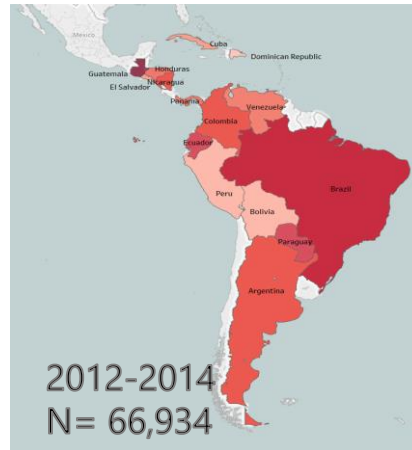 Mexico
Cuba
Dominican Republic
Guatemala
Honduras
Nicaragua
El Salvador
Panama
Venezuela
Colombia
Ecuador
Brazil
Peru
Bolivia
Paraguay
Argentina
2012-2014
N= 66,934